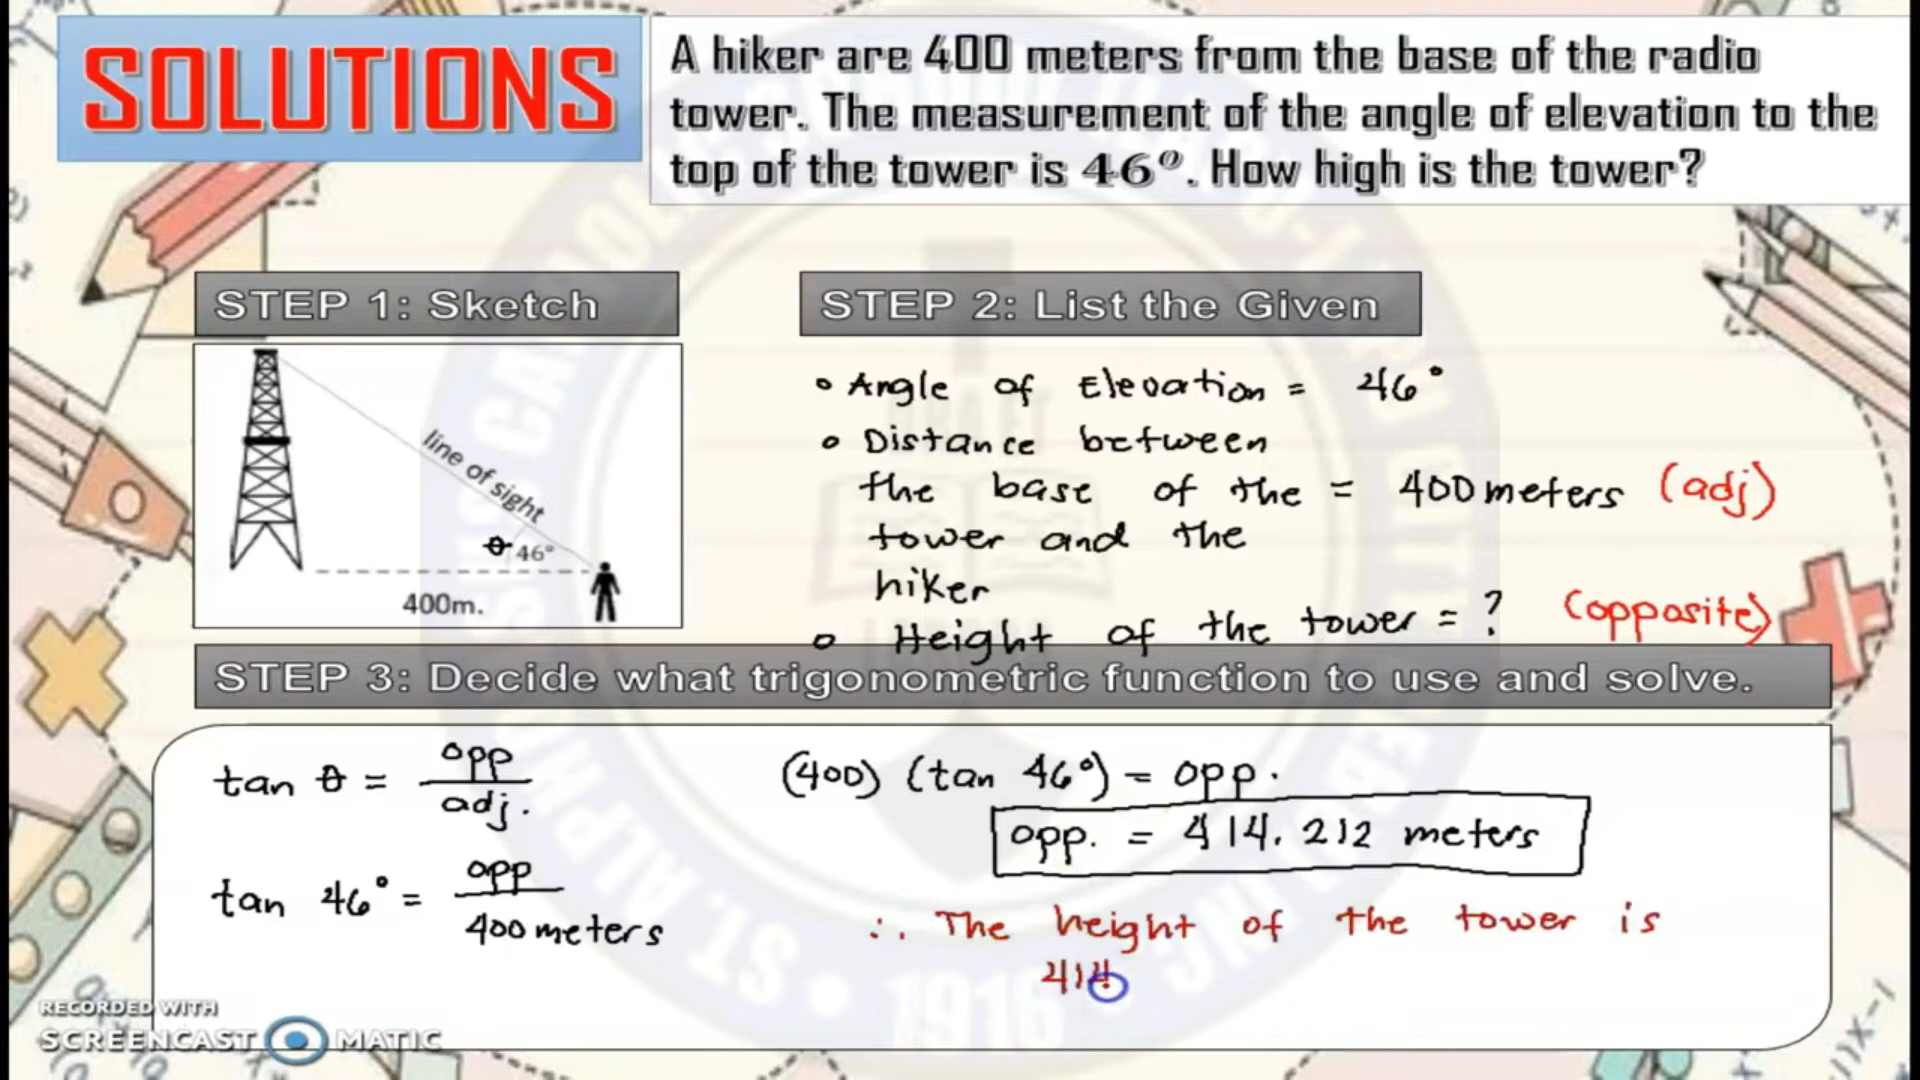 SOLUTIONS
A hiker are 400 meters from the base of the radio
tower. The measurement of the angle of elevation to the
top of the tower is 46°. How high is the tower?
STEP 1: Sketch
line of sight
θ 46°
400m.
STEP 2: List the Given
• Angle of Elevation = 46°
• Distance between
the base of the = 400 meters (adj)
tower and the
hiker
• Height of the tower = ? (opposite)
STEP 3: Decide what trigonometric function to use and solve.
tan θ = opp/adj.
tan 46° = opp/400 meters
(400) (tan 46°) = opp.
opp. = 414.212 meters
∴ The height of the tower is
414
RECORDED WITH
SCREENCAST MATIC
1916